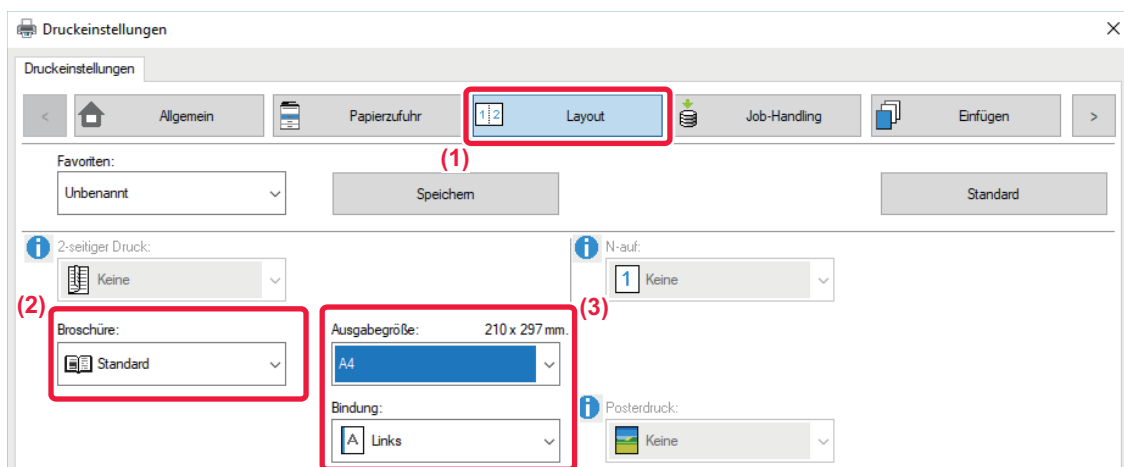 Druckeinstellungen
Druckeinstellungen
< Allgemein Papierzufuhr 1 2 Layout Job-Handling Einfügen >
(1)
Favoriten:
Unbenannt Speichern Standard
2-seitiger Druck: N-auf:
Keine 1 Keine
(2) (3)
Broschüre: Ausgabegröße: 210 x 297 mm.
Standard A4
Bindung: Posterdruck:
A Links Keine